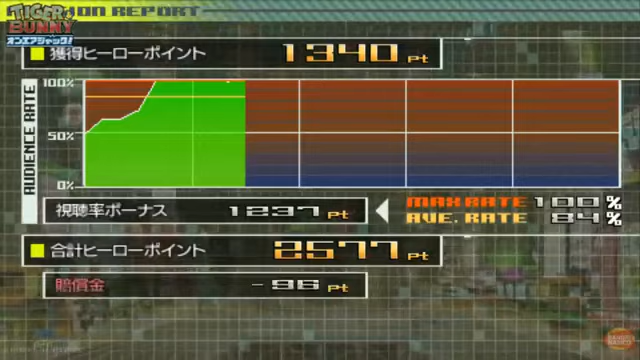 TIGER & BUNNY
オンエアジャック!
ION REPORT
獲得ヒーローポイント 1340 Pt
AUDIENCE RATE
100%
50%
0%
視聴率ボーナス 1237 Pt
MAX RATE 100 %
AVE. RATE 84 %
合計ヒーローポイント 2577 Pt
賠償金 -96 Pt